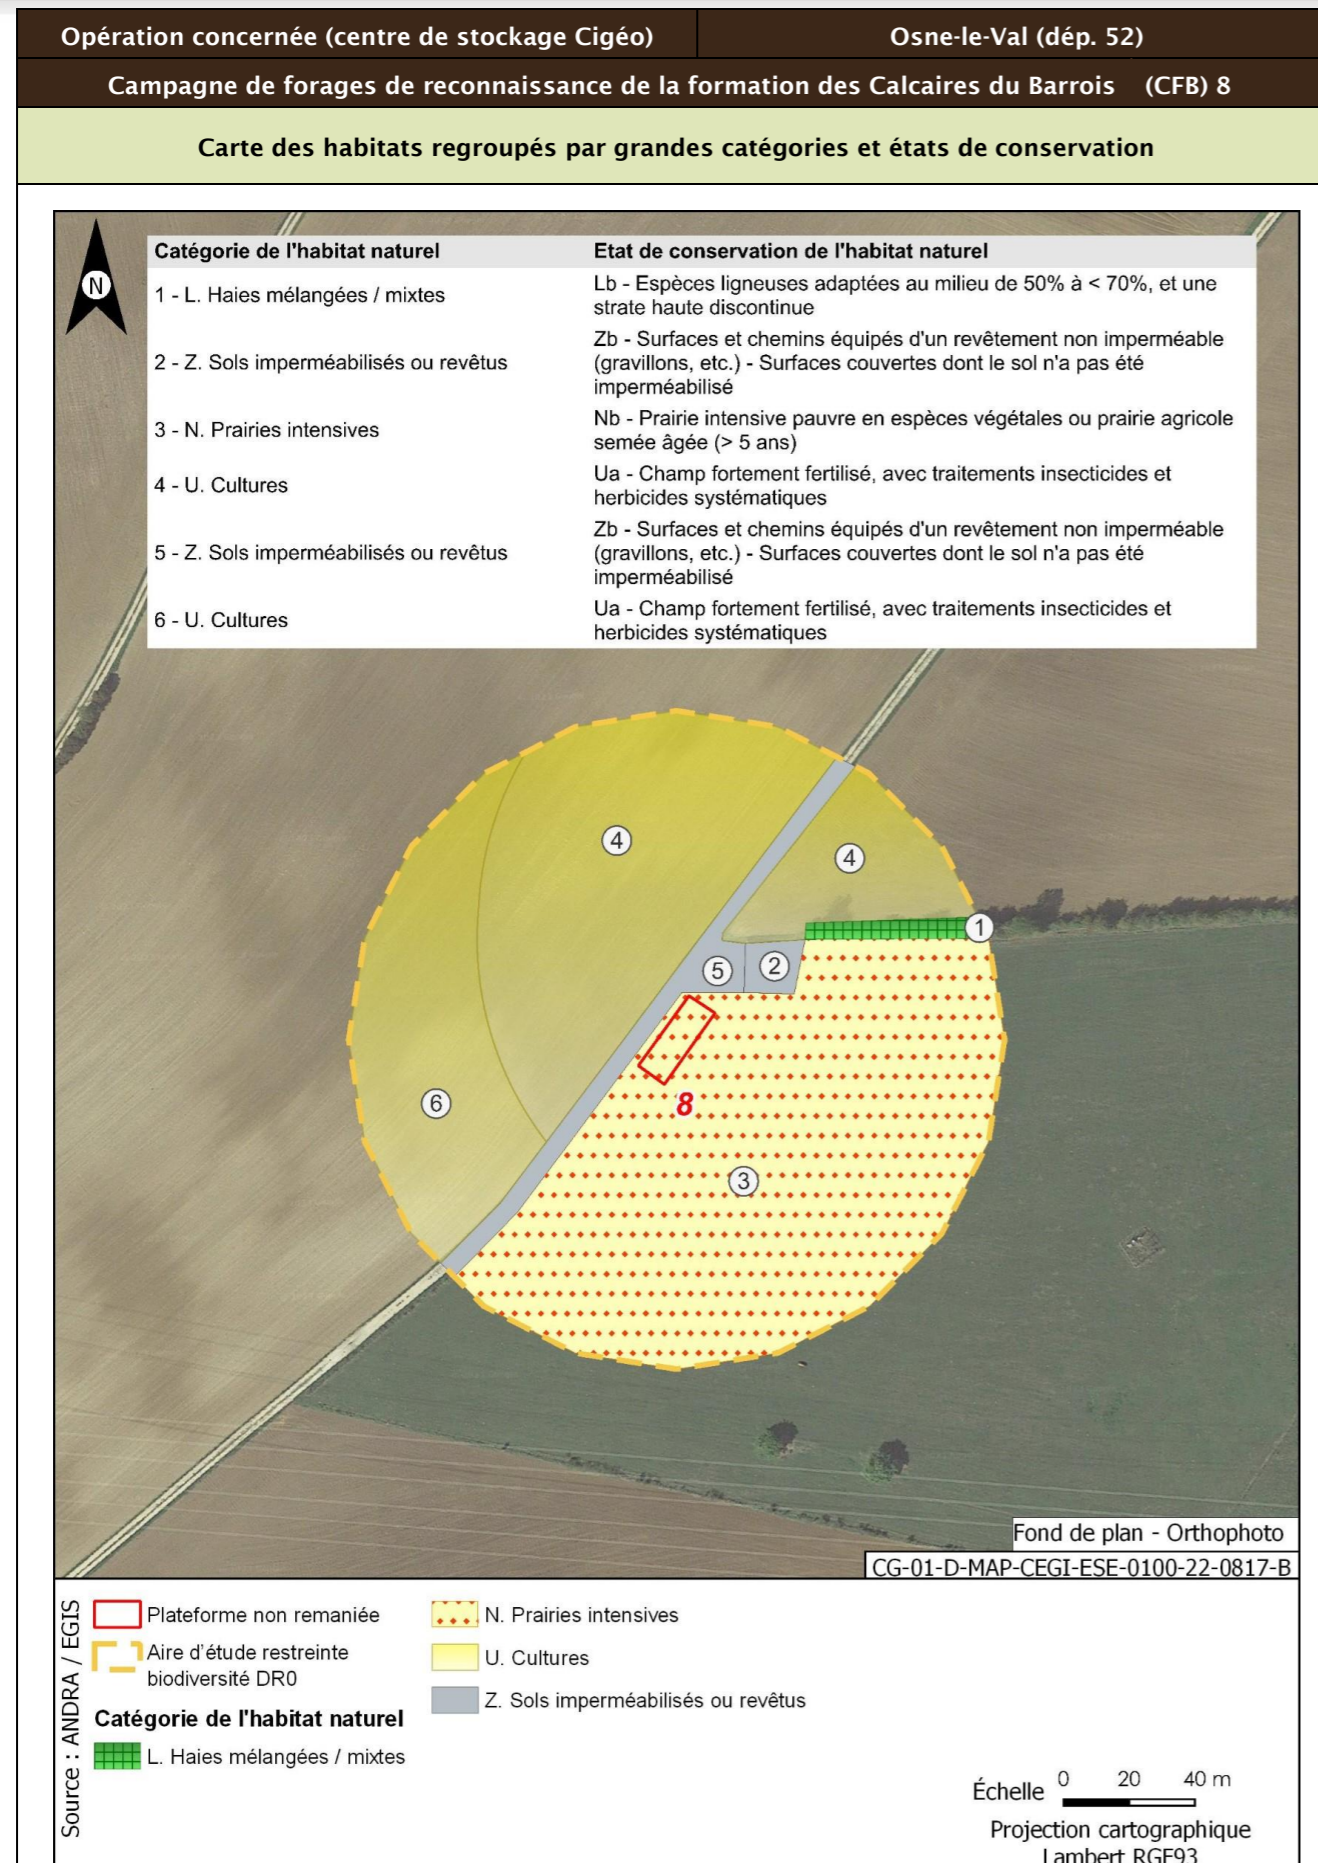 Opération concernée (centre de stockage Cigéo)
Osne-le-Val (dép. 52)
Campagne de forages de reconnaissance de la formation des Calcaires du Barrois (CFB) 8
Carte des habitats regroupés par grandes catégories et états de conservation
N
Catégorie de l'habitat naturel
Etat de conservation de l'habitat naturel
1 - L. Haies mélangées / mixtes
Lb - Espèces ligneuses adaptées au milieu de 50% à < 70%, et une
strate haute discontinue
2 - Z. Sols imperméabilisés ou revêtus
Zb - Surfaces et chemins équipés d'un revêtement non imperméable
(gravillons, etc.) - Surfaces couvertes dont le sol n'a pas été
imperméabilisé
3 - N. Prairies intensives
Nb - Prairie intensive pauvre en espèces végétales ou prairie agricole
semée âgée (> 5 ans)
4 - U. Cultures
Ua - Champ fortement fertilisé, avec traitements insecticides et
herbicides systématiques
5 - Z. Sols imperméabilisés ou revêtus
Zb - Surfaces et chemins équipés d'un revêtement non imperméable
(gravillons, etc.) - Surfaces couvertes dont le sol n'a pas été
imperméabilisé
6 - U. Cultures
Ua - Champ fortement fertilisé, avec traitements insecticides et
herbicides systématiques
4
4
1
5
2
6
8
3
Fond de plan - Orthophoto
CG-01-D-MAP-CEGI-ESE-0100-22-0817-B
Source : ANDRA / EGIS
Plateforme non remaniée
Aire d'étude restreinte
biodiversité DR0
Catégorie de l'habitat naturel
L. Haies mélangées / mixtes
N. Prairies intensives
U. Cultures
Z. Sols imperméabilisés ou revêtus
Échelle 0 20 40 m
Projection cartographique
Lambert RGF93